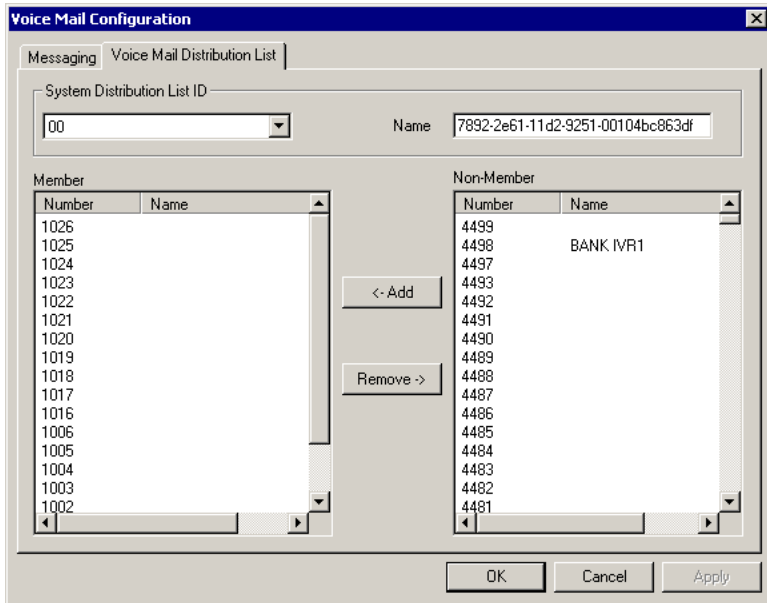 Voice Mail Configuration
Messaging Voice Mail Distribution List
System Distribution List ID
00 Name 7892-2e61-11d2-9251-00104bc863df
Member
Number Name
1026
1025
1024
1023
1022
1021
1020
1019
1018
1017
1016
1006
1005
1004
1003
1002
<- Add
Remove ->
Non-Member
Number Name
4499
4498 BANK IVR1
4497
4493
4492
4491
4490
4489
4488
4487
4486
4485
4484
4483
4482
4481
OK Cancel Apply